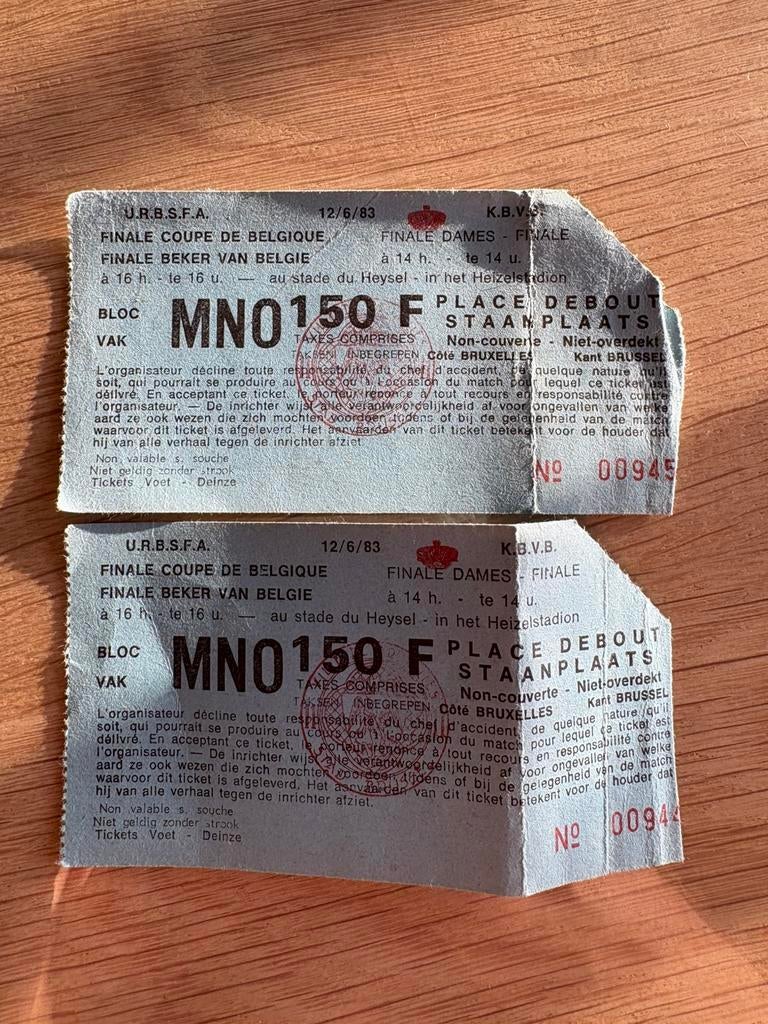 U.R.B.S.F.A. 12/6/83 K.B.V.B.
FINALE COUPE DE BELGIQUE FINALE DAMES - FINALE
FINALE BEKER VAN BELGIE à 14 h. - te 14 u.
à 16 h. - te 16 u. — au stade du Heysel - in het Heizelstadion
BLOC
VAK
MNO 150 F
PLACE DEBOUT
STAANPLAATS
TAXES COMPRISES Non-couverte - Niet-overdekt
TAKSEN INBEGREPEN Côté BRUXELLES Kant BRUSSEL
L'organisateur décline toute responsabilité, du chef d'accident, de quelque nature qu'il
soit, qui pourrait se produire au cours ou à l'occasion du match pour lequel ce ticket est
délivré. En acceptant ce ticket, le porteur renonce à tout recours en responsabilité contre
l'organisateur. — De inrichter wijst alle verantwoordelijkheid af voor ongevallen van welke
aard ze ook wezen die zich mochten voordoen tijdens of bij de gelegenheid van de match
waarvoor dit ticket is afgeleverd. Het aanvaarden van dit ticket betekent voor de houder dat
hij van alle verhaal tegen de inrichter afziet.
Non valable s. souche
Niet geldig zonder strook
Tickets Voet - Deinze
Nº 00945
U.R.B.S.F.A. 12/6/83 K.B.V.B.
FINALE COUPE DE BELGIQUE FINALE DAMES - FINALE
FINALE BEKER VAN BELGIE à 14 h. - te 14 u.
à 16 h. - te 16 u. — au stade du Heysel - in het Heizelstadion
BLOC
VAK
MNO 150 F
PLACE DEBOUT
STAANPLAATS
TAXES COMPRISES Non-couverte - Niet-overdekt
TAKSEN INBEGREPEN Côté BRUXELLES Kant BRUSSEL
L'organisateur décline toute responsabilité, du chef d'accident, de quelque nature qu'il
soit, qui pourrait se produire au cours ou à l'occasion du match pour lequel ce ticket est
délivré. En acceptant ce ticket, le porteur renonce à tout recours en responsabilité contre
l'organisateur. — De inrichter wijst alle verantwoordelijkheid af voor ongevallen van welke
aard ze ook wezen die zich mochten voordoen tijdens of bij de gelegenheid van de match
waarvoor dit ticket is afgeleverd. Het aanvaarden van dit ticket betekent voor de houder dat
hij van alle verhaal tegen de inrichter afziet.
Non valable s. souche
Niet geldig zonder strook
Tickets Voet - Deinze
Nº 00944